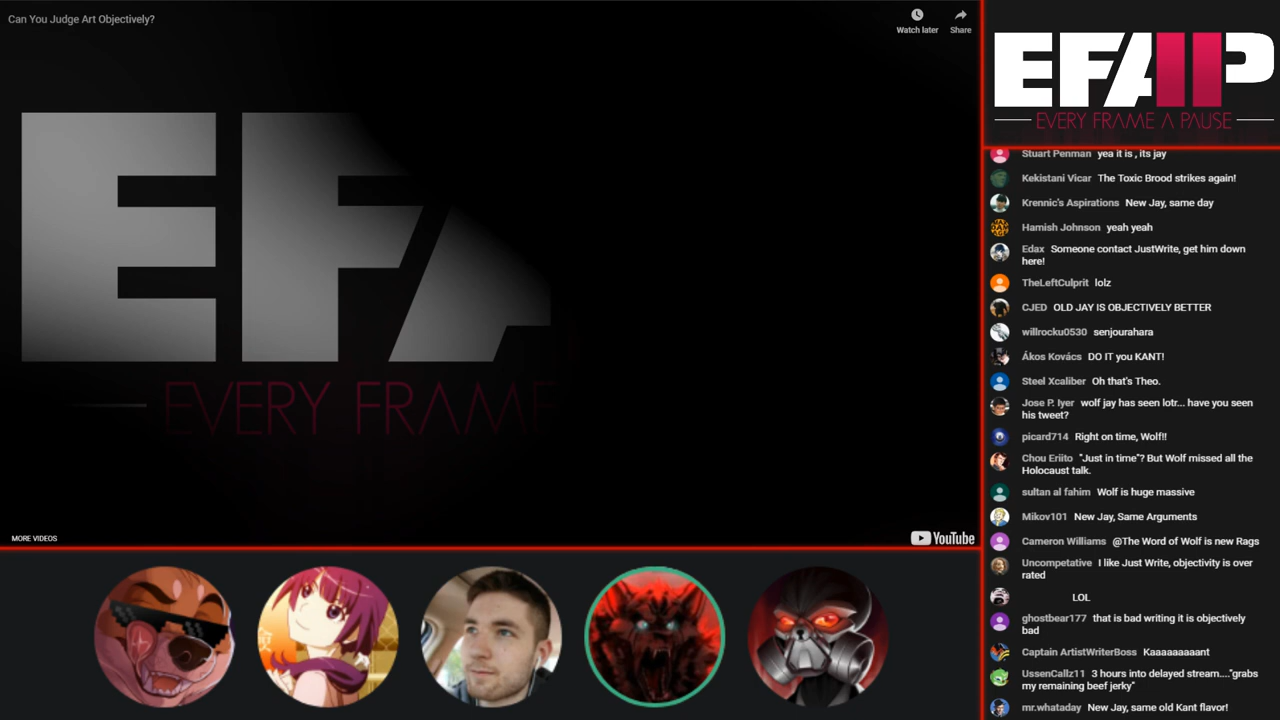 Can You Judge Art Objectively?
Watch later
Share
EFA
EVERY FRAME
MORE VIDEOS
YouTube
EFAP
EVERY FRAME A PAUSE
Stuart Penman yea it is , its jay
Kekistani Vicar The Toxic Brood strikes again!
Krennic's Aspirations New Jay, same day
Hamish Johnson yeah yeah
Edax Someone contact JustWrite, get him down
here!
TheLeftCulprit lolz
CJED OLD JAY IS OBJECTIVELY BETTER
willrocku0530 senjourahara
Ákos Kovács DO IT you KANT!
Steel Xcaliber Oh that's Theo.
Jose P. Iyer wolf jay has seen lotr... have you seen
his tweet?
picard714 Right on time, Wolf!!
Chou Eriito "Just in time"? But Wolf missed all the
Holocaust talk.
sultan al fahim Wolf is huge massive
Mikov101 New Jay, Same Arguments
Cameron Williams @The Word of Wolf is new Rags
Uncompetative I like Just Write, objectivity is over
rated
LOL
ghostbear177 that is bad writing it is objectively
bad
Captain ArtistWriterBoss Kaaaaaaaaant
UssenCallz11 3 hours into delayed stream...."grabs
my remaining beef jerky"
mr.whataday New Jay, same old Kant flavor!